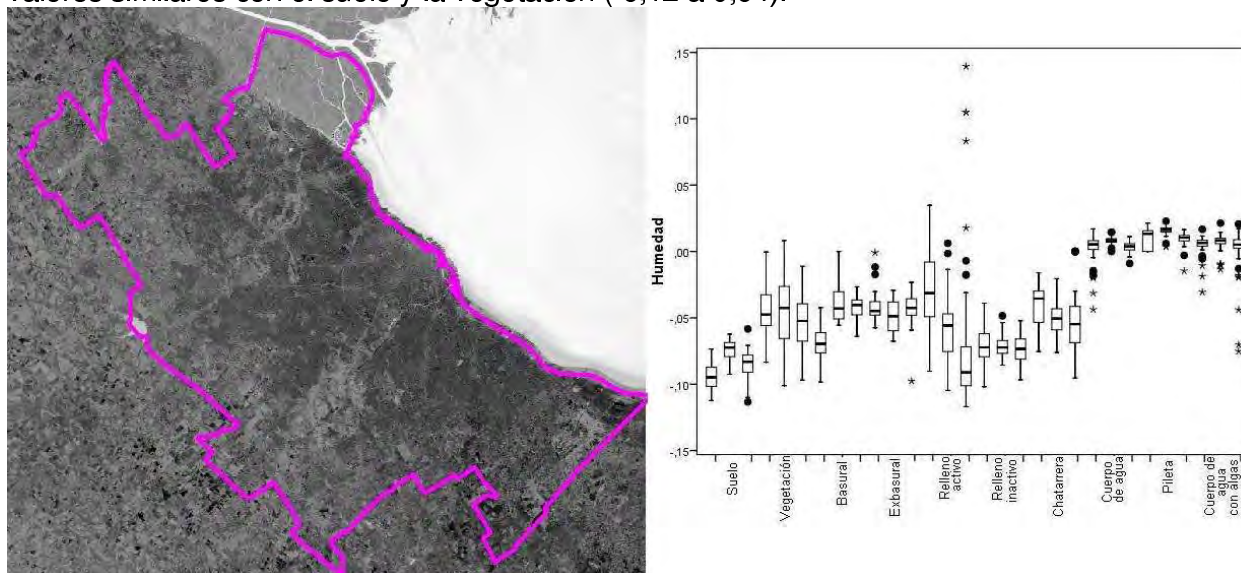 valores similares con el suelo y la vegetación (-0,12 a 0,04).
Humedad
,15
,10
,05
,00
-,05
-,10
-,15
Suelo
Vegetación
Basural
Exbasural
Relleno
activo
Relleno
inactivo
Chatarrera
Cuerpo
de agua
Pileta
Cuerpo de
agua
con algas